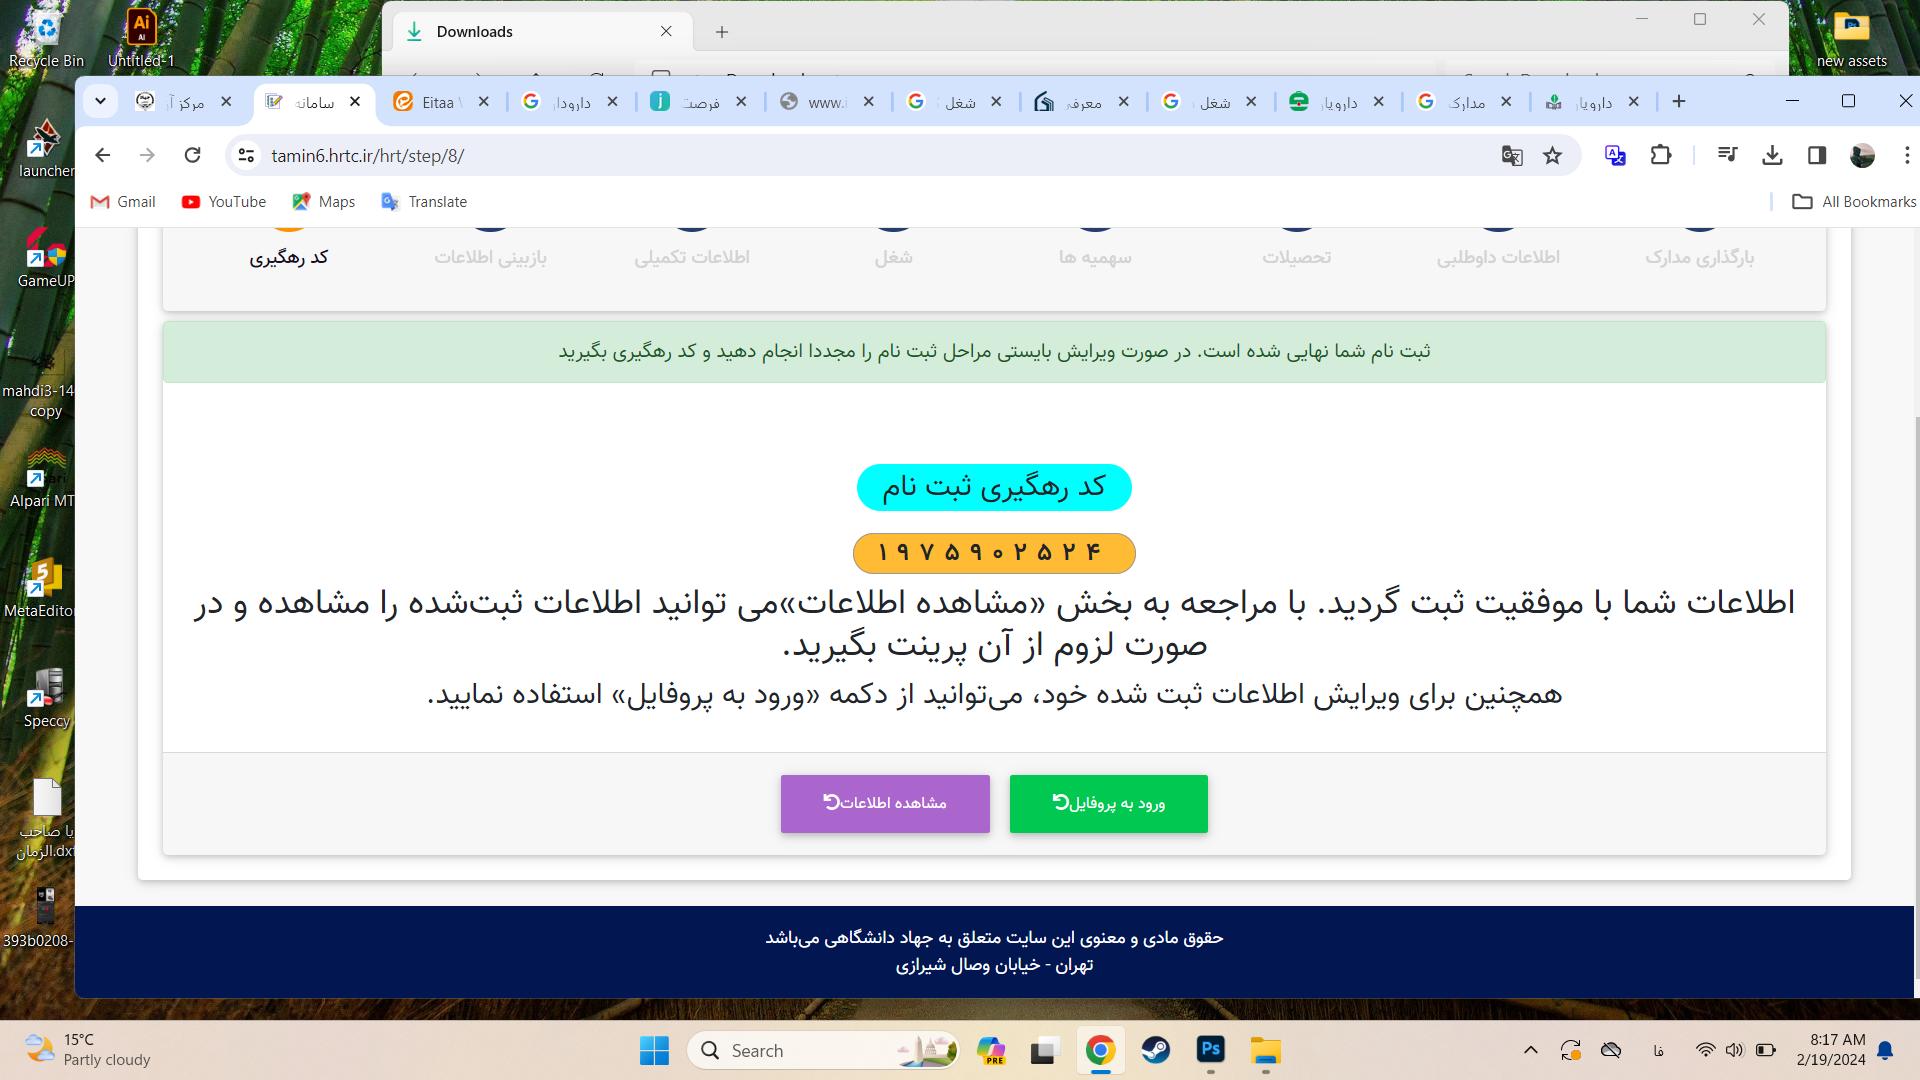 Recycle Bin
Untitled-1
new assets
Downloads
مرکز آز
سامانه
Eitaa
دارودار
فرصت
www.i
شغل
معرفی
شغل
دارویار
مدارک
دارویار
launcher
tamin6.hrtc.ir/hrt/step/8/
Gmail
YouTube
Maps
Translate
All Bookmarks
GameUP
کد رهگیری
بازبینی اطلاعات
اطلاعات تکمیلی
شغل
سهمیه ها
تحصیلات
اطلاعات داوطلبی
بارگذاری مدارک
ثبت نام شما نهایی شده است. در صورت ویرایش بایستی مراحل ثبت نام را مجددا انجام دهید و کد رهگیری بگیرید
mahdi3-14
copy
کد رهگیری ثبت نام
Alpari MT
۱۹۷۵۹۰۲۵۲۴
MetaEditor
اطلاعات شما با موفقیت ثبت گردید. با مراجعه به بخش «مشاهده اطلاعات»می توانید اطلاعات ثبت‌شده را مشاهده و در
صورت لزوم از آن پرینت بگیرید.
همچنین برای ویرایش اطلاعات ثبت شده خود، می‌توانید از دکمه «ورود به پروفایل» استفاده نمایید.
Speccy
ورود به پروفایل
مشاهده اطلاعات
یا صاحب
الزمان.dxf
393b0208-
حقوق مادی و معنوی این سایت متعلق به جهاد دانشگاهی می‌باشد
تهران - خیابان وصال شیرازی
15°C
Partly cloudy
Search
PRE
Ps
فا
8:17 AM
2/19/2024